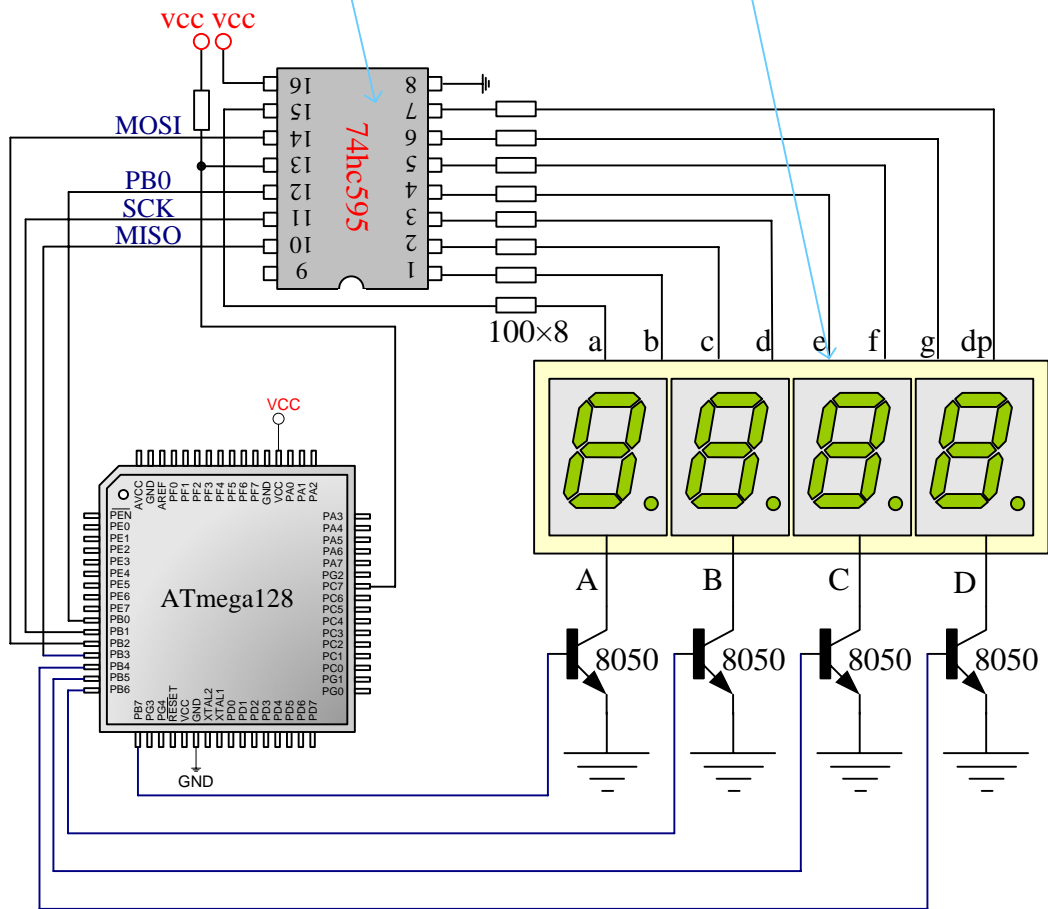 vcc vcc
16
15
14
13
12
11
10
9
8
7
6
5
4
3
2
1
74hc595
MOSI
PB0
SCK
MISO
100×8
a b c d e f g dp
VCC
AVCC
GND
AREF
PF0
PF1
PF2
PF3
PF4
PF5
PF6
PF7
GND
VCC
PA0
PA1
PA2
PEN
PE0
PE1
PE2
PE3
PE4
PE5
PE6
PE7
PB0
PB1
PB2
PB3
PB4
PB5
PB6
ATmega128
PA3
PA4
PA5
PA6
PA7
PG2
PC7
PC6
PC5
PC4
PC3
PC2
PC1
PC0
PG1
PG0
PB7
PG3
PG4
RESET
VCC
GND
XTAL2
XTAL1
PD0
PD1
PD2
PD3
PD4
PD5
PD6
PD7
GND
A B C D
8050 8050 8050 8050